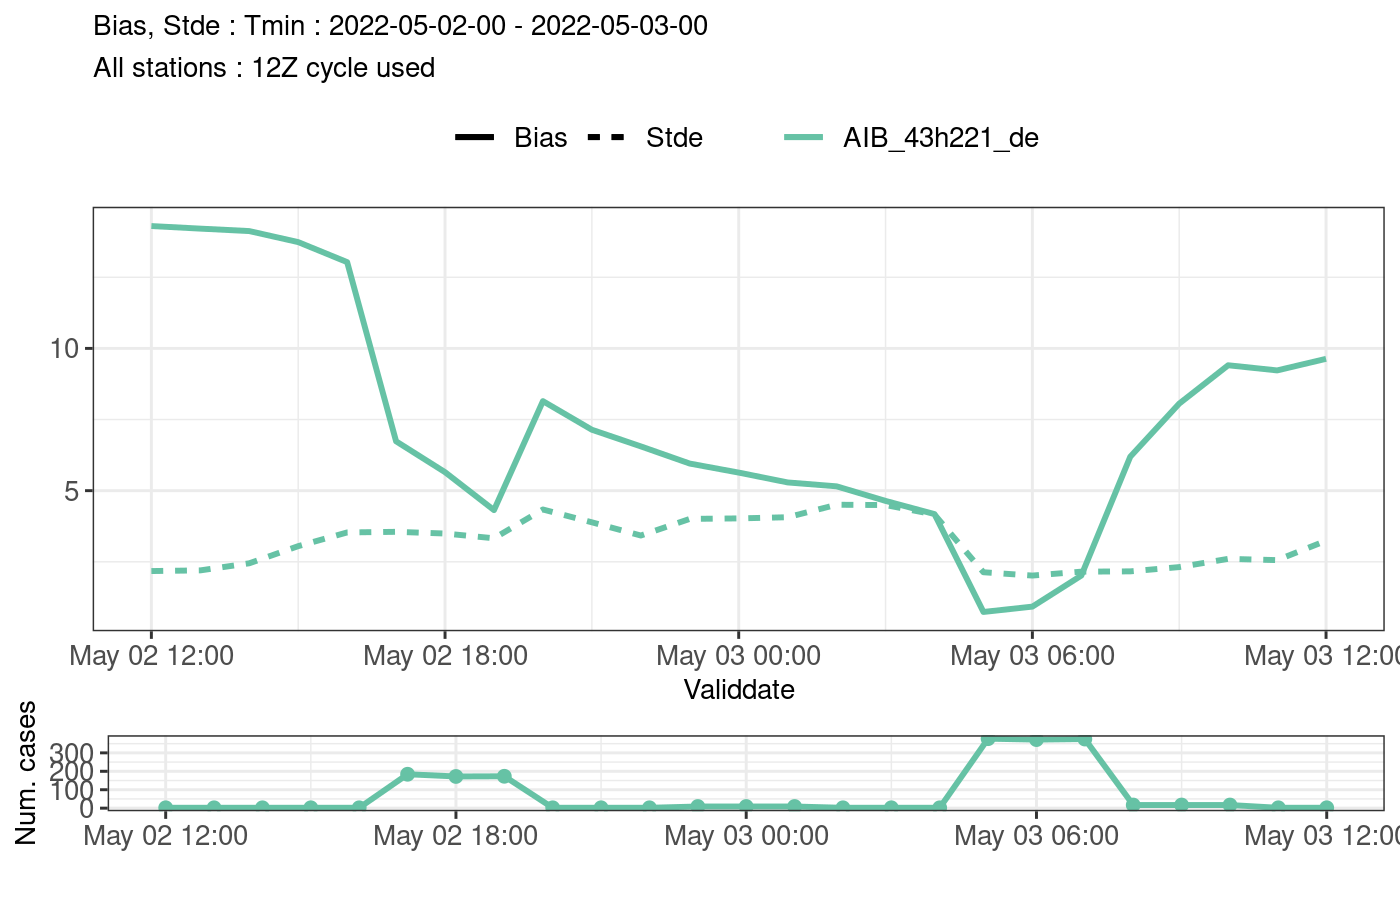 Bias, Stde : Tmin : 2022-05-02-00 - 2022-05-03-00
All stations : 12Z cycle used
Bias Stde AIB_43h221_de
10
5
May 02 12:00 May 02 18:00 May 03 00:00 May 03 06:00 May 03 12:00
Validdate
Num. cases
300
200
100
0
May 02 12:00 May 02 18:00 May 03 00:00 May 03 06:00 May 03 12:00